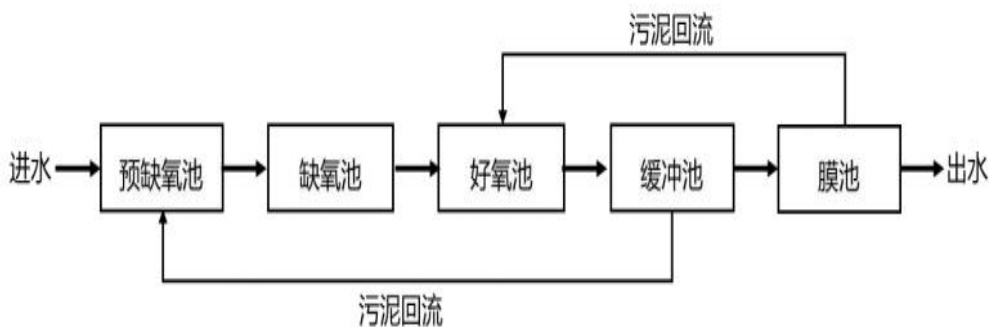 污泥回流
进水
预缺氧池
缺氧池
好氧池
缓冲池
膜池
出水
污泥回流